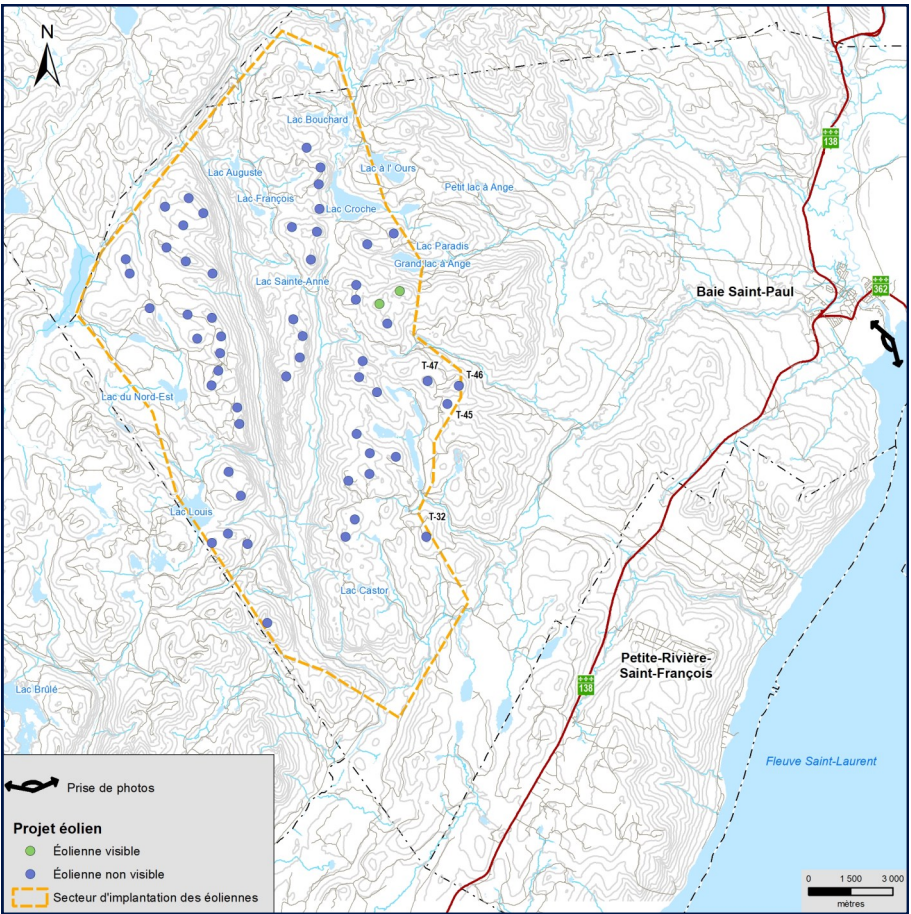 N
Lac Bouchard
138
Lac Auguste
Lac à l' Ours
Lac François
Petit lac à Ange
Lac Croche
Lac Paradis
Grand lac à Ange
Lac Sainte-Anne
Baie Saint-Paul
362
T-47
T-46
T-45
Lac du Nord-Est
Lac Louis
T-32
Lac Castor
Petite-Rivière-
Saint-François
138
Lac Brûlé
Fleuve Saint-Laurent
Prise de photos
Projet éolien
Éolienne visible
Éolienne non visible
Secteur d'implantation des éoliennes
0 1 500 3 000
mètres